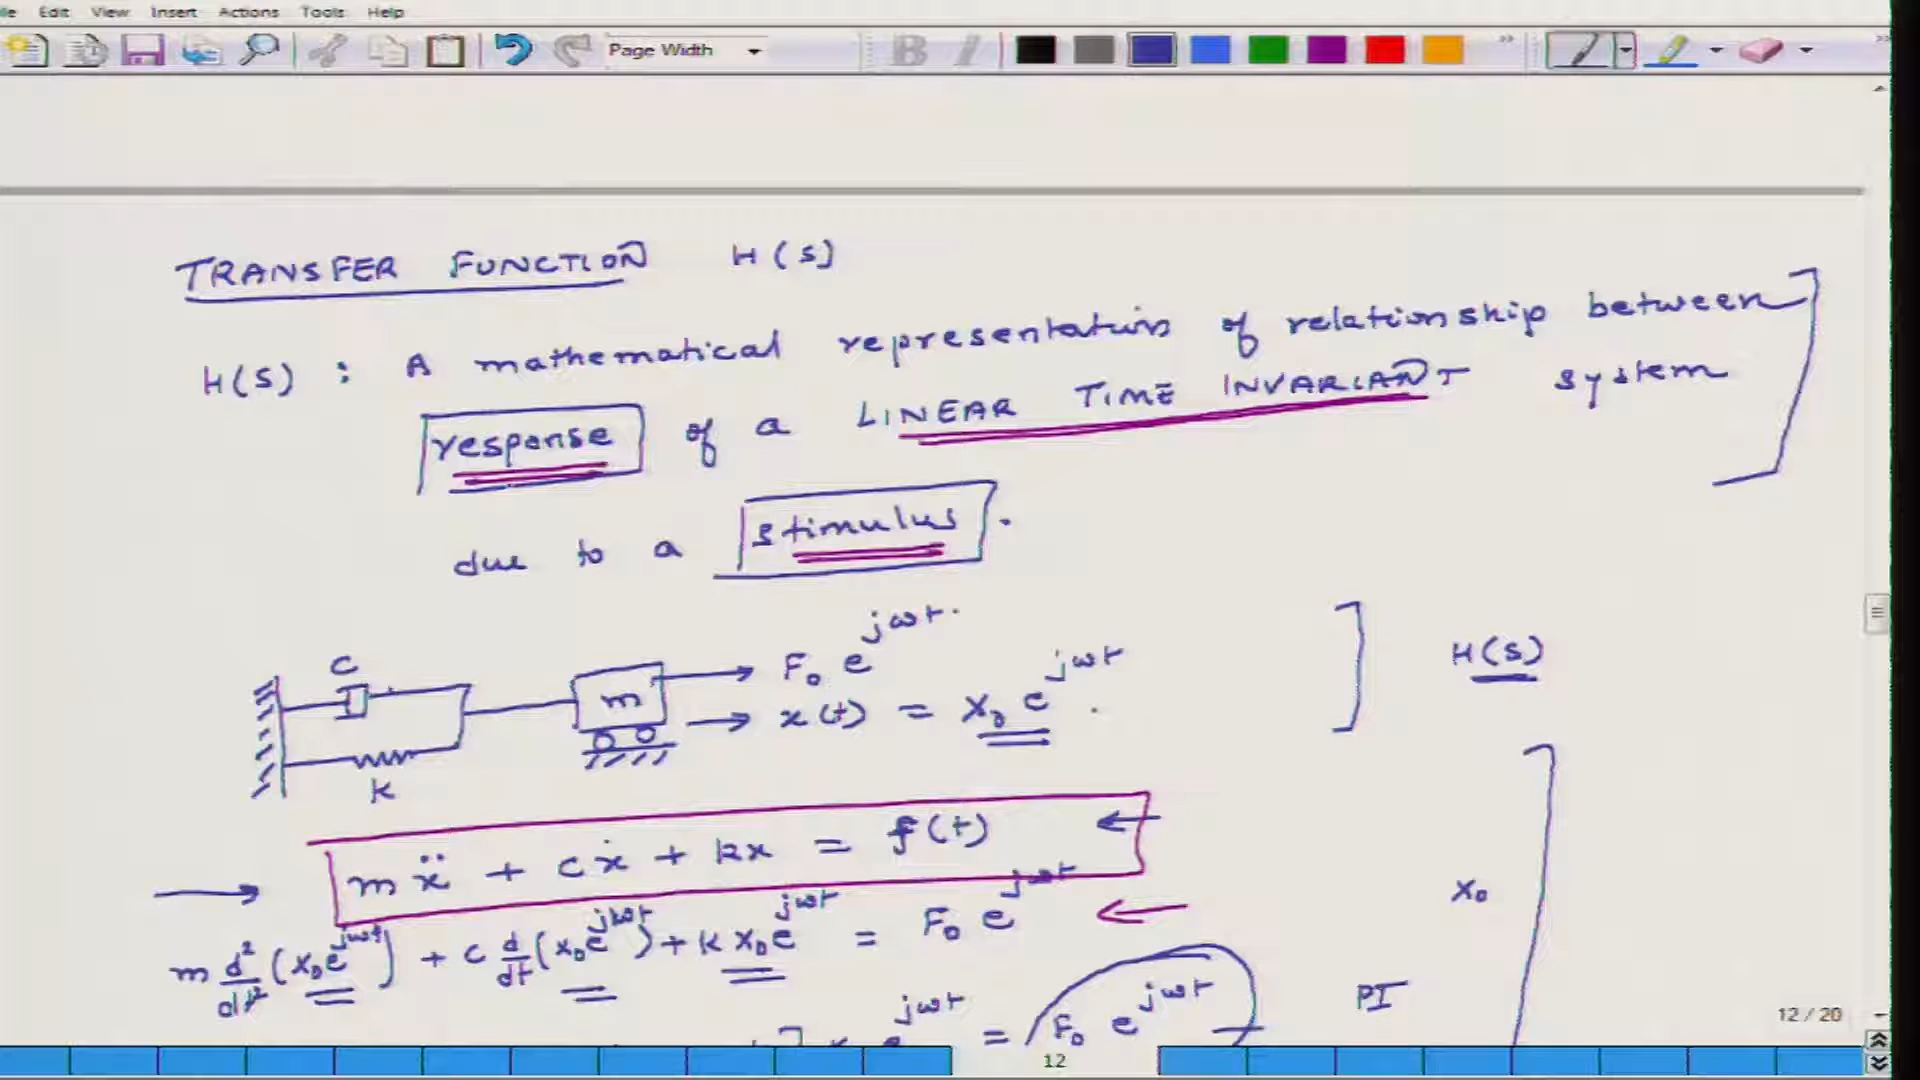 Edit View Insert Actions Tools Help
Page Width
TRANSFER FUNCTION H(S)
H(S) : A mathematical representation of relationship between
response of a LINEAR TIME INVARIANT system
due to a stimulus.
F₀ e^{jωt}
H(S)
C
m
x(t) = X₀ e^{jωt}
K
m ẍ + c ẋ + kx = f(t)
X₀
m d²/dt² (X₀e^{jωt}) + c d/dt (X₀e^{jωt}) + k X₀e^{jωt} = F₀ e^{jωt}
e^{jωt} = F₀ e^{jωt}
PI
12 / 20
12